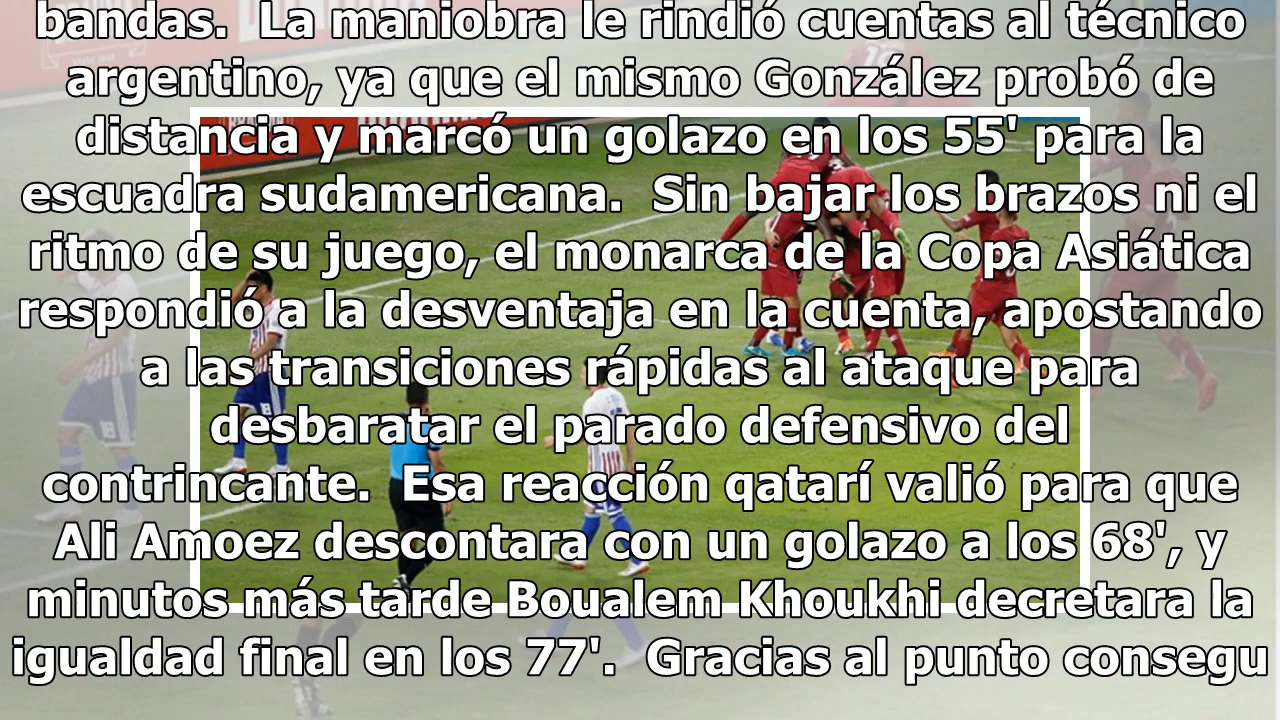 bandas.  La maniobra le rindió cuentas al técnico
argentino, ya que el mismo González probó de
distancia y marcó un golazo en los 55' para la
escuadra sudamericana.  Sin bajar los brazos ni el
ritmo de su juego, el monarca de la Copa Asiática
respondió a la desventaja en la cuenta, apostando
a las transiciones rápidas al ataque para
desbaratar el parado defensivo del
contrincante.  Esa reacción qatarí valió para que
Ali Amoez descontara con un golazo a los 68', y
minutos más tarde Boualem Khoukhi decretara la
igualdad final en los 77'.  Gracias al punto consegu